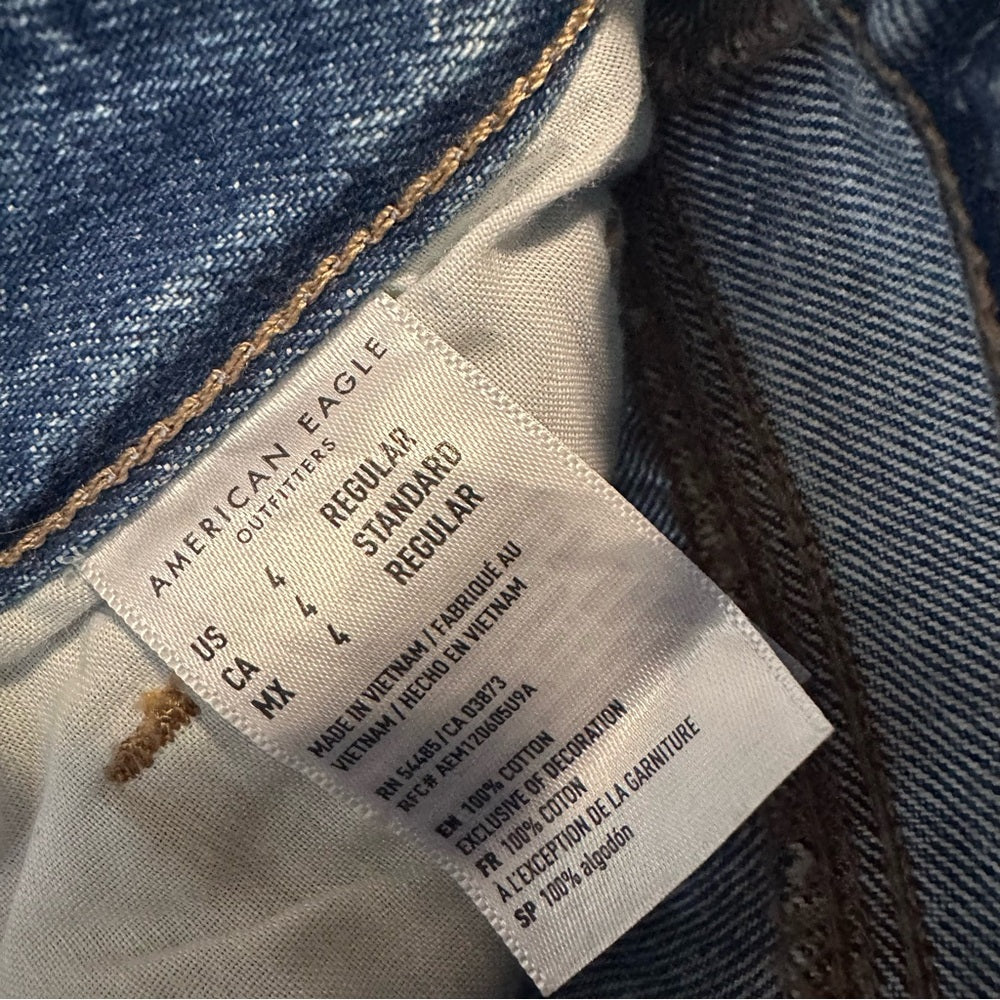 AMERICAN EAGLE
OUTFITTERS
US 4 REGULAR
CA 4 STANDARD
MX 4 REGULAR
MADE IN VIETNAM / FABRIQUÉ AU
VIETNAM / HECHO EN VIETNAM
RN 54485 / CA 03873
RFC# AEM120605U9A
EN 100% COTTON
EXCLUSIVE OF DECORATION
FR 100% COTON
À L'EXCEPTION DE LA GARNITURE
SP 100% algodón